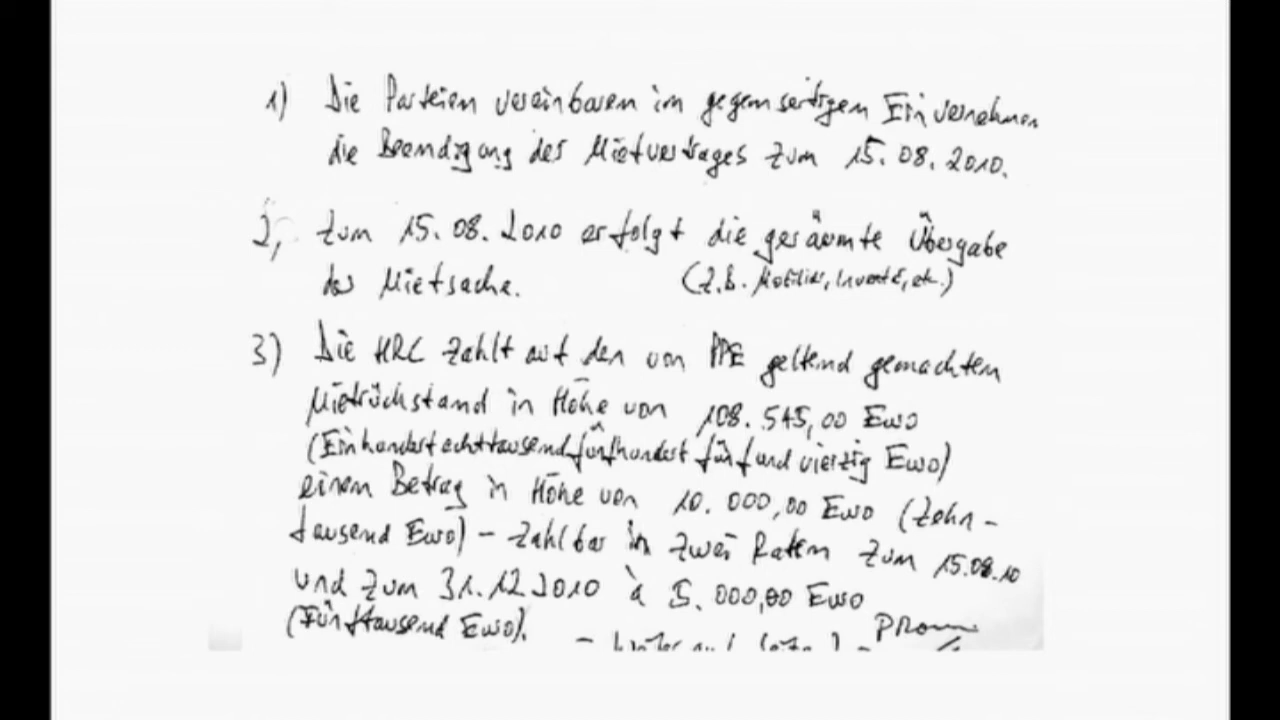 1) Die Parteien vereinbaren im gegenseitigem Einvernehmen
die Beendigung des Mietvertrages zum 15.08.2010.
2, Zum 15.08.2010 erfolgt die geräumte Übergabe
der Mietsache. (z.B. Mobiliar, Inventar, etc.)
3) Die HRC zahlt auf den von PPE geltend gemachten
Mietrückstand in Höhe von 108.545,00 Euro
(Einhundertachttausendfünfhundertfünfundvierzig Euro)
einen Betrag in Höhe von 10.000,00 Euro (Zehn-
tausend Euro) – zahlbar in zwei Raten zum 15.08.10
und zum 31.12.2010 à 5.000,00 Euro
(Fünftausend Euro).